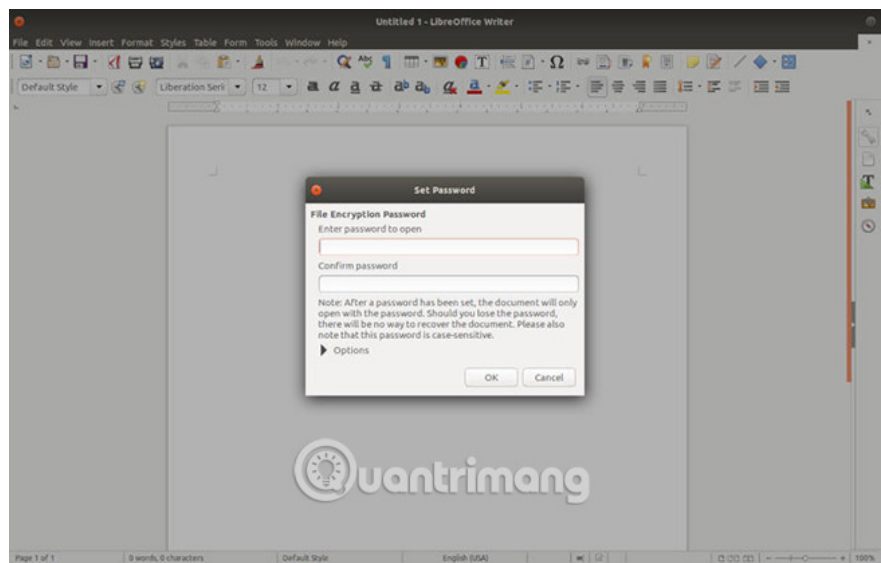 Untitled 1 - LibreOffice Writer
File Edit View Insert Format Styles Table Form Tools Window Help
Default Style Liberation Seri 12
Set Password
File Encryption Password
Enter password to open
Confirm password
Note: After a password has been set, the document will only
open with the password. Should you lose the password,
there will be no way to recover the document. Please also
note that this password is case-sensitive.
Options
OK Cancel
Quantrimang
Page 1 of 1 0 words, 0 characters Default Style English (USA) 100%